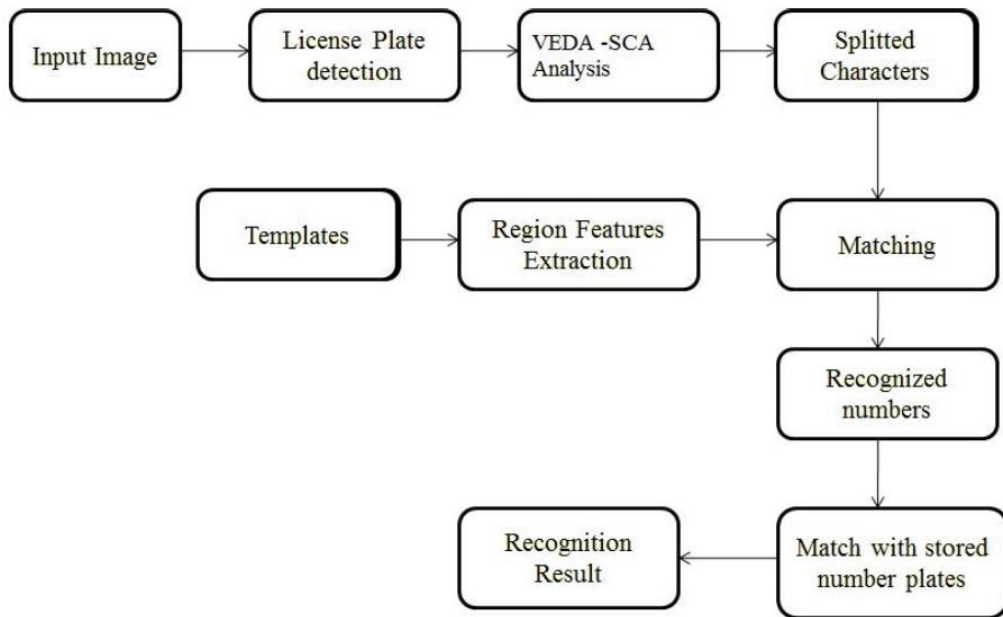 Input Image
License Plate
detection
VEDA -SCA
Analysis
Splitted
Characters
Templates
Region Features
Extraction
Matching
Recognized
numbers
Recognition
Result
Match with stored
number plates